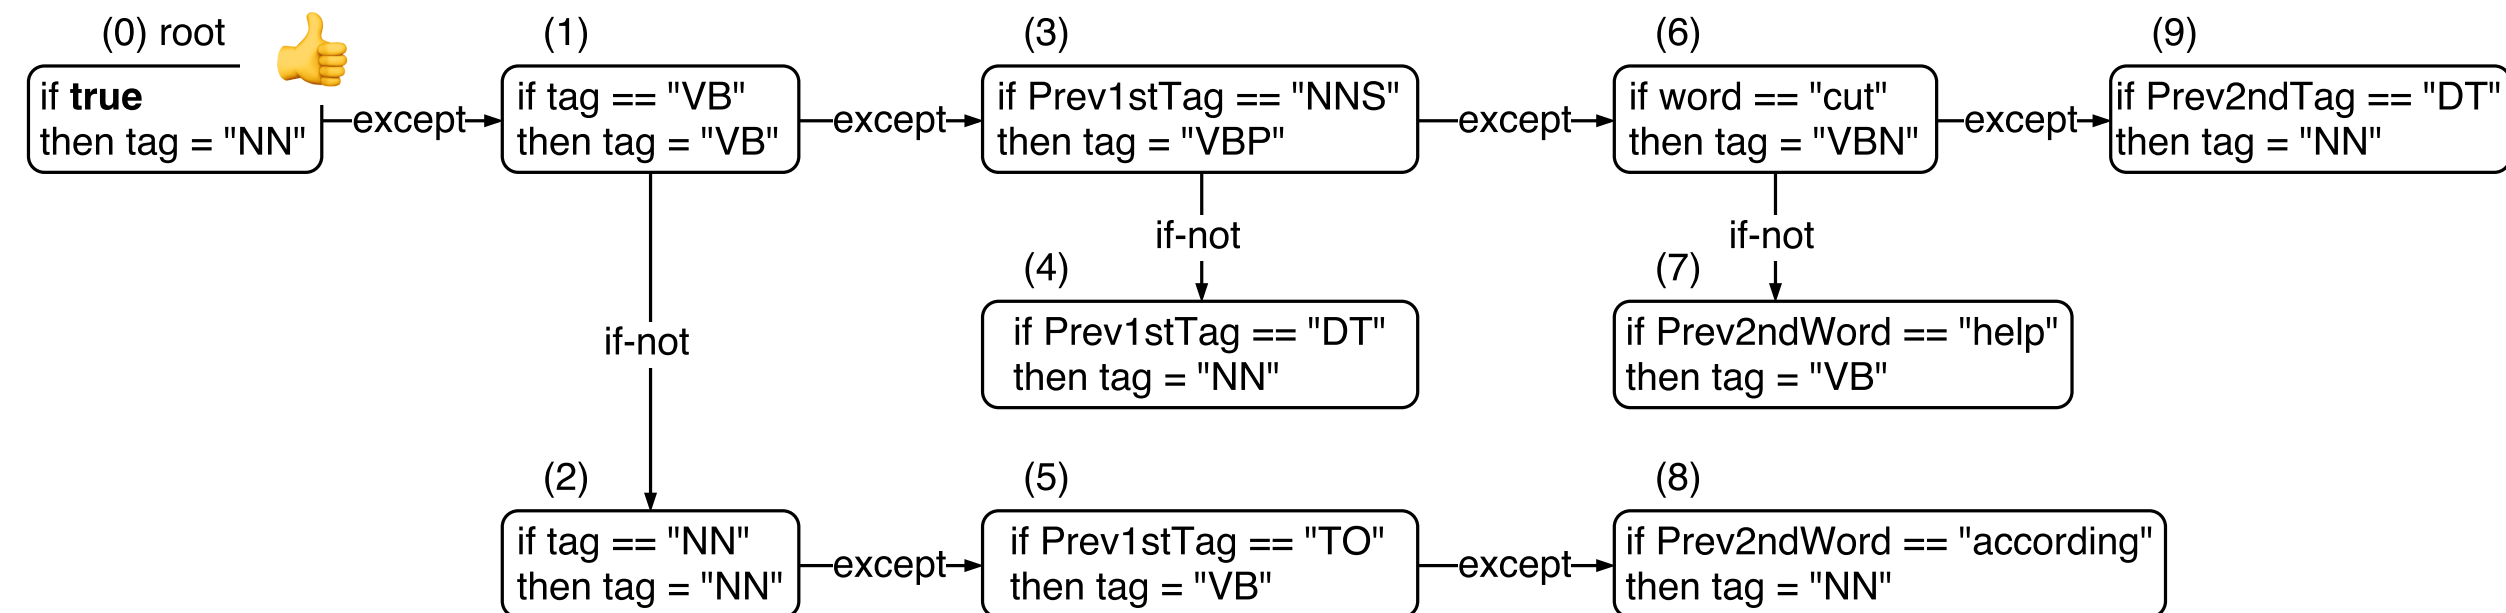 (0) root
if true
then tag = "NN"
except
(1)
if tag == "VB"
then tag = "VB"
except
(3)
if Prev1stTag == "NNS"
then tag = "VBP"
except
(6)
if word == "cut"
then tag = "VBN"
except
(9)
if Prev2ndTag == "DT"
then tag = "NN"
if-not
if-not
if-not
(4)
if Prev1stTag == "DT"
then tag = "NN"
(7)
if Prev2ndWord == "help"
then tag = "VB"
(2)
if tag == "NN"
then tag = "NN"
except
(5)
if Prev1stTag == "TO"
then tag = "VB"
except
(8)
if Prev2ndWord == "according"
then tag = "NN"